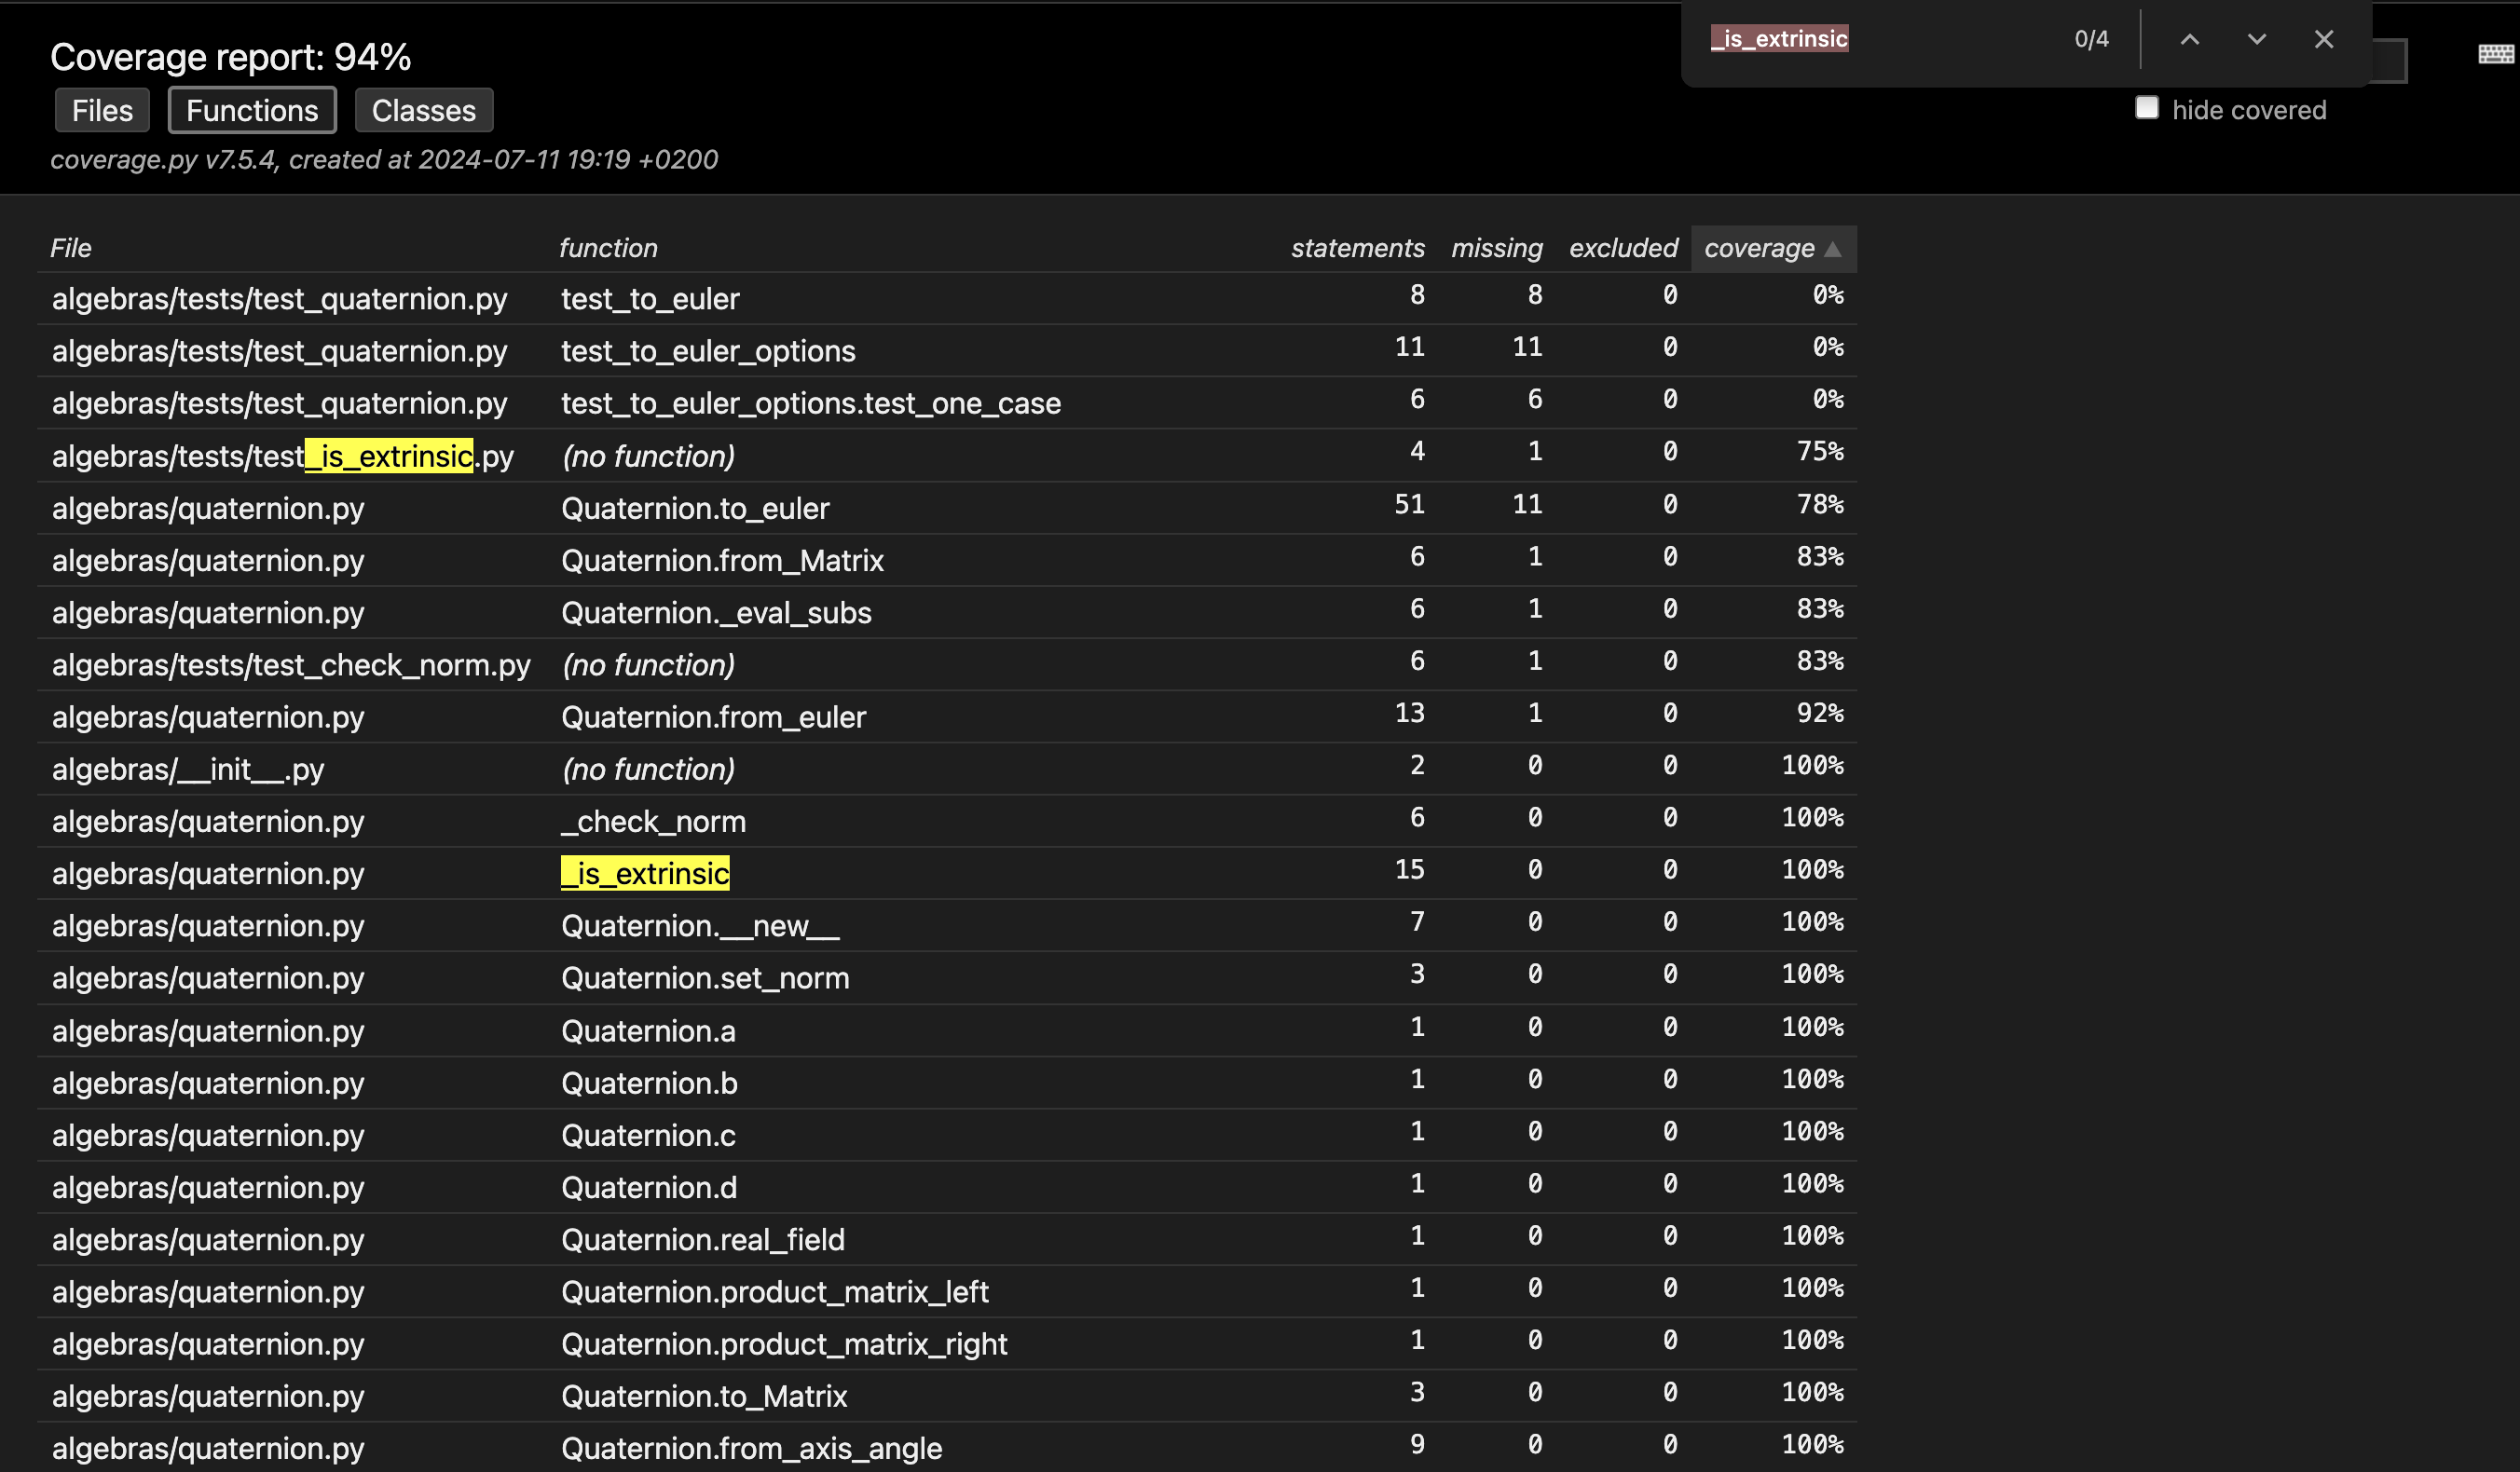 _is_extrinsic 0/4
Coverage report: 94%
Files Functions Classes
hide covered
coverage.py v7.5.4, created at 2024-07-11 19:19 +0200
File function statements missing excluded coverage ▲
algebras/tests/test_quaternion.py test_to_euler 8 8 0 0%
algebras/tests/test_quaternion.py test_to_euler_options 11 11 0 0%
algebras/tests/test_quaternion.py test_to_euler_options.test_one_case 6 6 0 0%
algebras/tests/test_is_extrinsic.py (no function) 4 1 0 75%
algebras/quaternion.py Quaternion.to_euler 51 11 0 78%
algebras/quaternion.py Quaternion.from_Matrix 6 1 0 83%
algebras/quaternion.py Quaternion._eval_subs 6 1 0 83%
algebras/tests/test_check_norm.py (no function) 6 1 0 83%
algebras/quaternion.py Quaternion.from_euler 13 1 0 92%
algebras/__init__.py (no function) 2 0 0 100%
algebras/quaternion.py _check_norm 6 0 0 100%
algebras/quaternion.py _is_extrinsic 15 0 0 100%
algebras/quaternion.py Quaternion.__new__ 7 0 0 100%
algebras/quaternion.py Quaternion.set_norm 3 0 0 100%
algebras/quaternion.py Quaternion.a 1 0 0 100%
algebras/quaternion.py Quaternion.b 1 0 0 100%
algebras/quaternion.py Quaternion.c 1 0 0 100%
algebras/quaternion.py Quaternion.d 1 0 0 100%
algebras/quaternion.py Quaternion.real_field 1 0 0 100%
algebras/quaternion.py Quaternion.product_matrix_left 1 0 0 100%
algebras/quaternion.py Quaternion.product_matrix_right 1 0 0 100%
algebras/quaternion.py Quaternion.to_Matrix 3 0 0 100%
algebras/quaternion.py Quaternion.from_axis_angle 9 0 0 100%